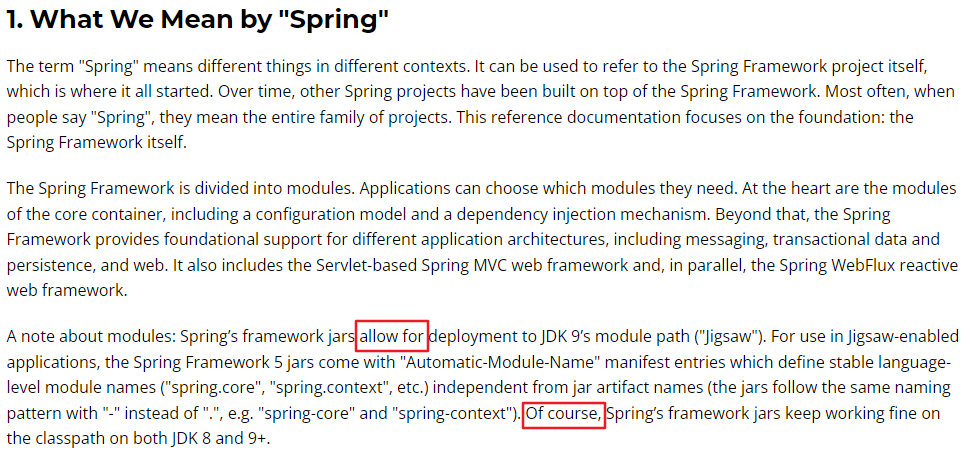 1. What We Mean by "Spring"
The term "Spring" means different things in different contexts. It can be used to refer to the Spring Framework project itself,
which is where it all started. Over time, other Spring projects have been built on top of the Spring Framework. Most often, when
people say "Spring", they mean the entire family of projects. This reference documentation focuses on the foundation: the
Spring Framework itself.
The Spring Framework is divided into modules. Applications can choose which modules they need. At the heart are the modules
of the core container, including a configuration model and a dependency injection mechanism. Beyond that, the Spring
Framework provides foundational support for different application architectures, including messaging, transactional data and
persistence, and web. It also includes the Servlet-based Spring MVC web framework and, in parallel, the Spring WebFlux reactive
web framework.
A note about modules: Spring’s framework jars allow for deployment to JDK 9’s module path ("Jigsaw"). For use in Jigsaw-enabled
applications, the Spring Framework 5 jars come with "Automatic-Module-Name" manifest entries which define stable language-
level module names ("spring.core", "spring.context", etc.) independent from jar artifact names (the jars follow the same naming
pattern with "-" instead of ".", e.g. "spring-core" and "spring-context"). Of course, Spring’s framework jars keep working fine on
the classpath on both JDK 8 and 9+.